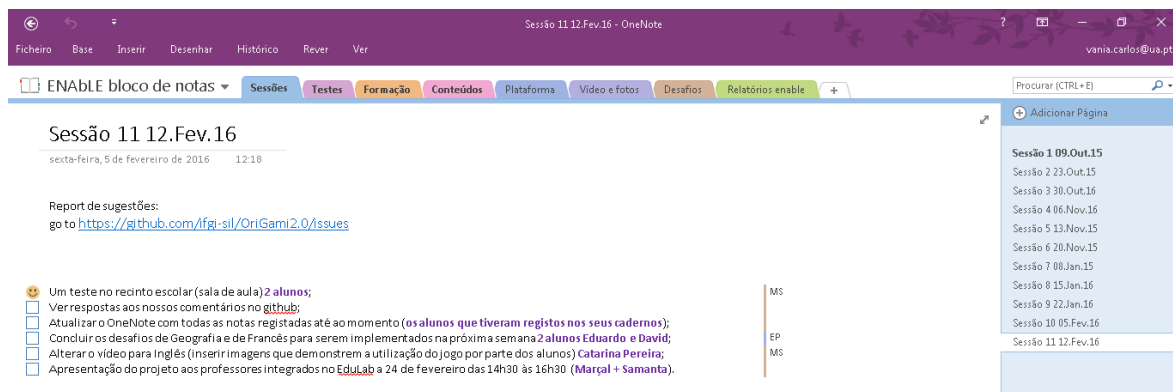 Sessão 11 12.Fev.16 - OneNote
?
Ficheiro Base Inserir Desenhar Histórico Rever Ver
vania.carlos@ua.pt
ENAbLE bloco de notas
Sessões Testes Formação Conteúdos Plataforma Vídeo e fotos Desafios Relatórios enable +
Procurar (CTRL+E)
Adicionar Página
Sessão 11 12.Fev.16
sexta-feira, 5 de fevereiro de 2016 12:18
Report de sugestões:
go to https://github.com/ifgi-sil/OriGami2.0/issues
Um teste no recinto escolar (sala de aula) 2 alunos;
Ver respostas aos nossos comentários no github;
Atualizar o OneNote com todas as notas registadas até ao momento (os alunos que tiveram registos nos seus cadernos);
Concluir os desafios de Geografia e de Francês para serem implementados na próxima semana 2 alunos Eduardo e David;
Alterar o vídeo para Inglês (inserir imagens que demonstrem a utilização do jogo por parte dos alunos) Catarina Pereira;
Apresentação do projeto aos professores integrados no EduLab a 24 de fevereiro das 14h30 às 16h30 (Marçal + Samanta).
MS
EP
MS
Sessão 1 09.Out.15
Sessão 2 23.Out.15
Sessão 3 30.Out.16
Sessão 4 06.Nov.16
Sessão 5 13.Nov.15
Sessão 6 20.Nov.15
Sessão 7 08.Jan.15
Sessão 8 15.Jan.16
Sessão 9 22.Jan.16
Sessão 10 05.Fev.16
Sessão 11 12.Fev.16